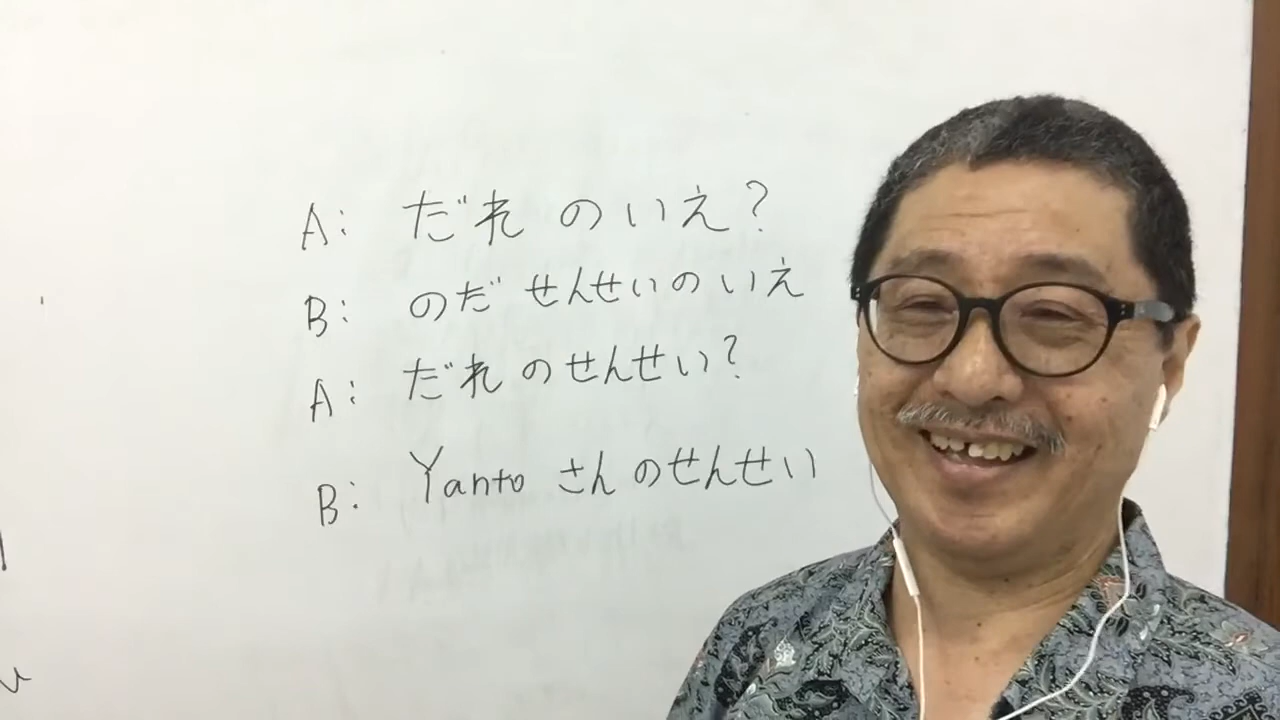 A: だれ の いえ?
B: のだ せんせい の いえ
A: だれ の せんせい?
B: Yanto さん の せんせい